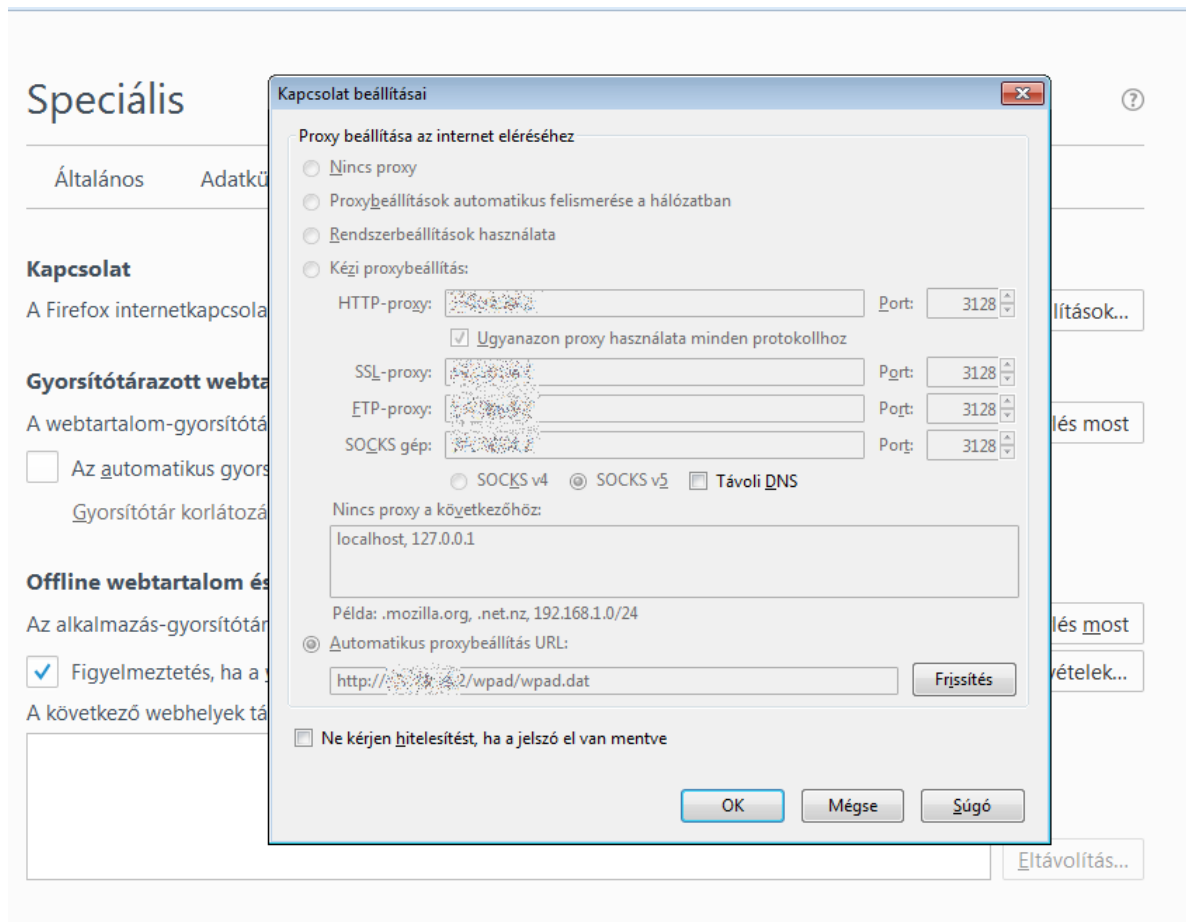 Speciális
Általános Adatkü
Kapcsolat
A Firefox internetkapcsola
lítások...
Gyorsítótárazott webta
A webtartalom-gyorsítótá
lés most
Az automatikus gyors
Gyorsítótár korlátozá
Offline webtartalom és
Az alkalmazás-gyorsítótár
lés most
Figyelmeztetés, ha a
vételek...
A következő webhelyek tá
Eltávolítás...
Kapcsolat beállításai
Proxy beállítása az internet eléréséhez
Nincs proxy
Proxybeállítások automatikus felismerése a hálózatban
Rendszerbeállítások használata
Kézi proxybeállítás:
HTTP-proxy: Port: 3128
Ugyanazon proxy használata minden protokollhoz
SSL-proxy: Port: 3128
FTP-proxy: Port: 3128
SOCKS gép: Port: 3128
SOCKS v4 SOCKS v5 Távoli DNS
Nincs proxy a következőhöz:
localhost, 127.0.0.1
Példa: .mozilla.org, .net.nz, 192.168.1.0/24
Automatikus proxybeállítás URL:
http:// 2/wpad/wpad.dat Frissítés
Ne kérjen hitelesítést, ha a jelszó el van mentve
OK Mégse Súgó